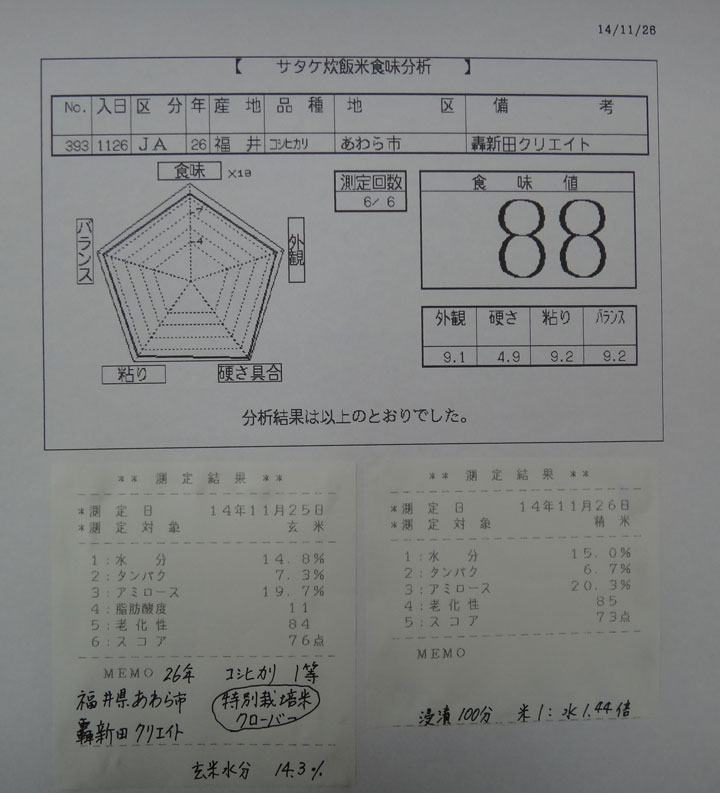 14/11/26
【 サタケ炊飯米食味分析 】
No. 入日 区分 年 産地 品種 地区 備考
393 1126 JA 26 福井 コシヒカリ あわら市 轟新田クリエイト
食味 ×10
7
4
バランス
外観
粘り
硬さ具合
測定回数
6/ 6
食味値
88
外観 硬さ 粘り バランス
9.1 4.9 9.2 9.2
分析結果は以上のとおりでした。
** 測定結果 **
*測定日 14年11月25日
*測定対象 玄米
1:水分 14.8%
2:タンパク 7.3%
3:アミロース 19.7%
4:脂肪酸度 11
5:老化性 84
6:スコア 76点
MEMO 26年 コシヒカリ 1等
福井県あわら市 特別栽培米
クローバー
轟新田クリエイト
玄米水分 14.3%
** 測定結果 **
*測定日 14年11月26日
*測定対象 精米
1:水分 15.0%
2:タンパク 6.7%
3:アミロース 20.3%
4:老化性 85
5:スコア 73点
MEMO
浸漬100分 米1:水1.44倍